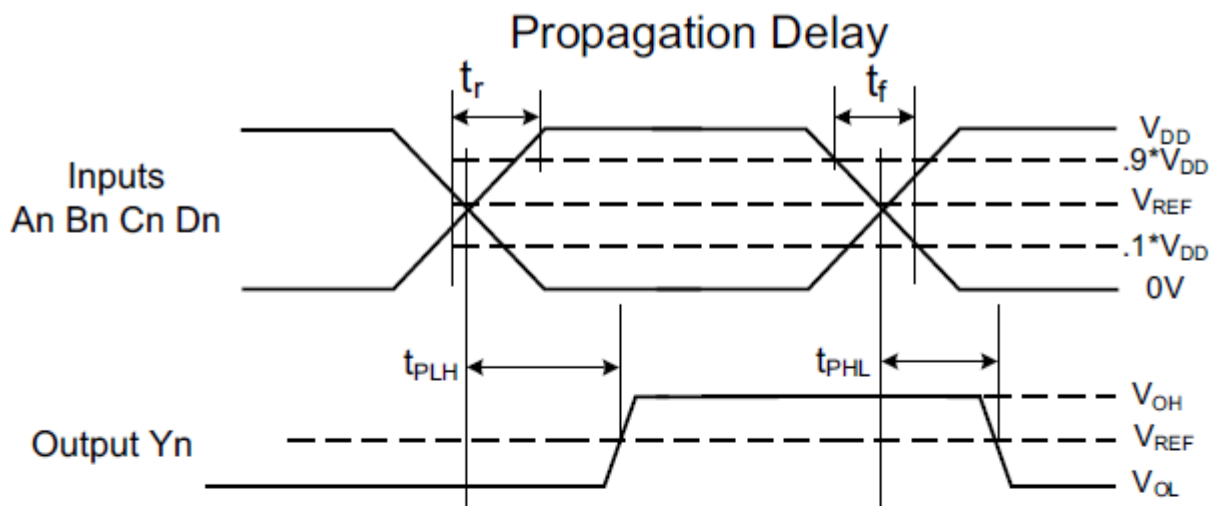 Propagation Delay
tr
tf
Inputs
An Bn Cn Dn
VDD
.9*VDD
VREF
.1*VDD
0V
tPLH
tPHL
Output Yn
VOH
VREF
VOL